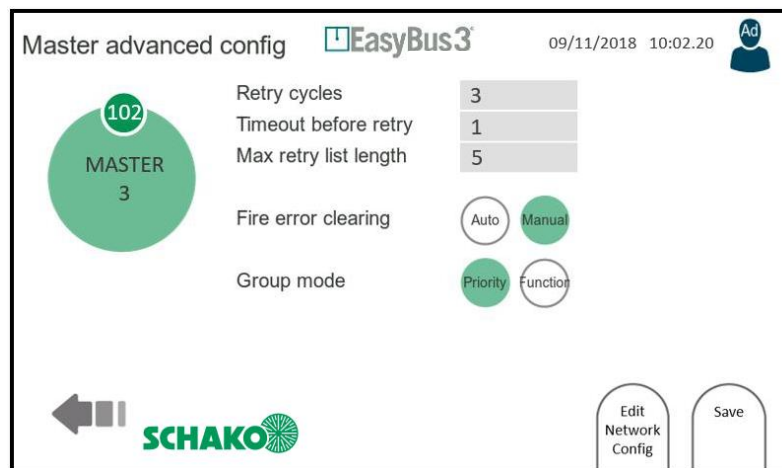 Master advanced config
EasyBus3
09/11/2018 10:02.20
Ad
102
MASTER
3
Retry cycles 3
Timeout before retry 1
Max retry list length 5
Fire error clearing Auto Manual
Group mode Priority Function
SCHAKO
Edit
Network
Config
Save